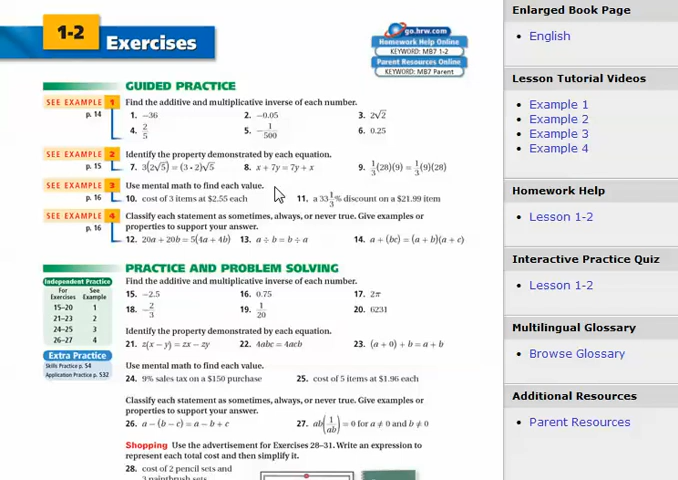 1-2
Exercises
go.hrw.com
Homework Help Online
KEYWORD: MB7 1-2
Parent Resources Online
KEYWORD: MB7 Parent
GUIDED PRACTICE
SEE EXAMPLE 1
p. 14
Find the additive and multiplicative inverse of each number.
1. −36 2. −0.05 3. 2√2
4. 2/5 5. −1/500 6. 0.25
SEE EXAMPLE 2
p. 15
Identify the property demonstrated by each equation.
7. 3(2√5) = (3 · 2)√5 8. x + 7y = 7y + x 9. 1/3(28)(9) = 1/3(9)(28)
SEE EXAMPLE 3
p. 16
Use mental math to find each value.
10. cost of 3 items at $2.55 each 11. a 33 1/3% discount on a $21.99 item
SEE EXAMPLE 4
p. 16
Classify each statement as sometimes, always, or never true. Give examples or
properties to support your answer.
12. 20a + 20b = 5(4a + 4b) 13. a ÷ b = b ÷ a 14. a + (bc) = (a + b)(a + c)
PRACTICE AND PROBLEM SOLVING
Independent Practice
For Exercises See Example
15–20 1
21–23 2
24–25 3
26–27 4
Extra Practice
Skills Practice p. S4
Application Practice p. S32
Find the additive and multiplicative inverse of each number.
15. −2.5 16. 0.75 17. 2π
18. −2/3 19. 1/20 20. 6231
Identify the property demonstrated by each equation.
21. z(x − y) = zx − zy 22. 4abc = 4acb 23. (a + 0) + b = a + b
Use mental math to find each value.
24. 9% sales tax on a $150 purchase 25. cost of 5 items at $1.96 each
Classify each statement as sometimes, always, or never true. Give examples or
properties to support your answer.
26. a − (b − c) = a − b + c 27. ab(1/ab) = 0 for a ≠ 0 and b ≠ 0
Shopping Use the advertisement for Exercises 28–31. Write an expression to
represent each total cost and then simplify it.
28. cost of 2 pencil sets and
3 paintbrush sets
Enlarged Book Page
English
Lesson Tutorial Videos
Example 1
Example 2
Example 3
Example 4
Homework Help
Lesson 1-2
Interactive Practice Quiz
Lesson 1-2
Multilingual Glossary
Browse Glossary
Additional Resources
Parent Resources